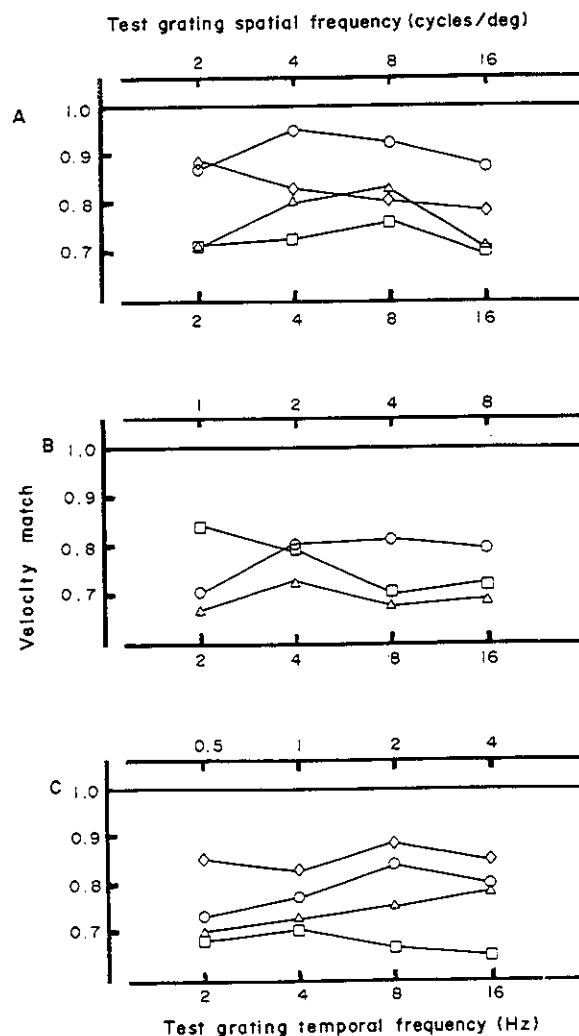 Test grating spatial frequency (cycles/deg)
2 4 8 16
A
1.0
0.9
0.8
0.7
2 4 8 16
1 2 4 8
B
1.0
0.9
0.8
0.7
Velocity match
2 4 8 16
0.5 1 2 4
C
1.0
0.9
0.8
0.7
2 4 8 16
Test grating temporal frequency (Hz)